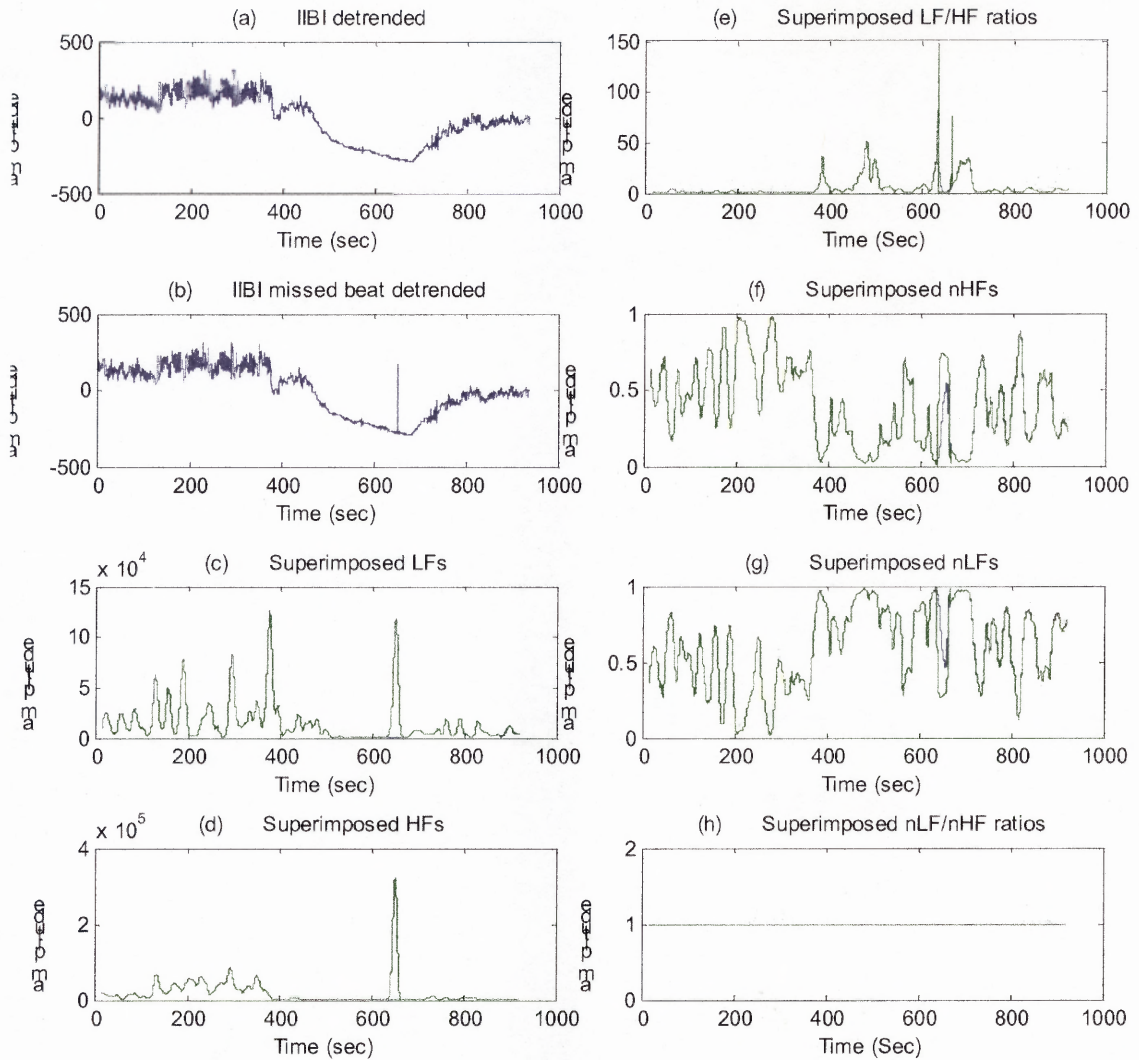 (a) IIBI detrended
500
0
-500
0 200 400 600 800 1000
Time (sec)
(b) IIBI missed beat detrended
500
0
-500
0 200 400 600 800 1000
Time (sec)
x 10^4 (c) Superimposed LFs
15
10
5
0
0 200 400 600 800 1000
Time (sec)
x 10^5 (d) Superimposed HFs
4
2
0
0 200 400 600 800 1000
Time (sec)
(e) Superimposed LF/HF ratios
150
100
50
0
0 200 400 600 800 1000
Time (Sec)
(f) Superimposed nHFs
1
0.5
0
0 200 400 600 800 1000
Time (sec)
(g) Superimposed nLFs
1
0.5
0
0 200 400 600 800 1000
Time (sec)
(h) Superimposed nLF/nHF ratios
2
1
0
0 200 400 600 800 1000
Time (Sec)